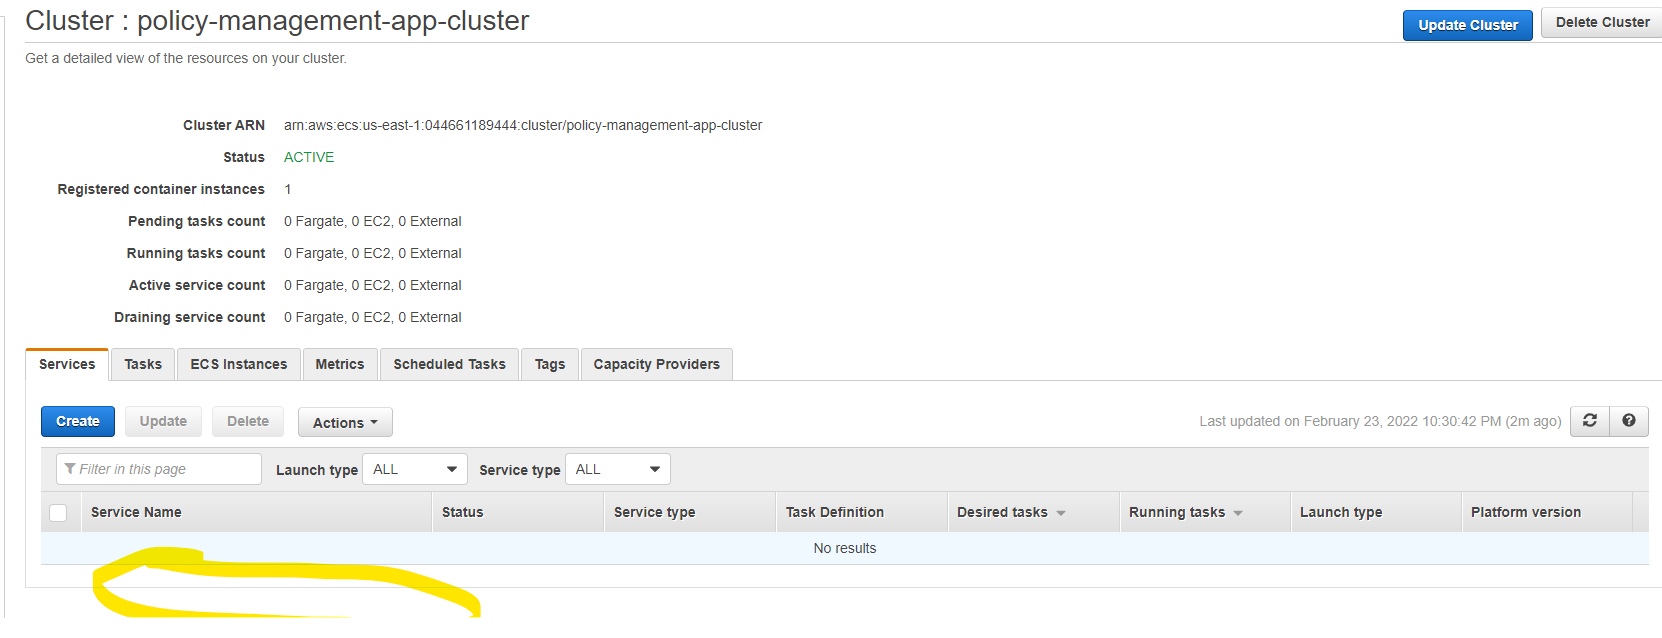 Cluster : policy-management-app-cluster
Update Cluster
Delete Cluster
Get a detailed view of the resources on your cluster.
Cluster ARN arn:aws:ecs:us-east-1:044661189444:cluster/policy-management-app-cluster
Status ACTIVE
Registered container instances 1
Pending tasks count 0 Fargate, 0 EC2, 0 External
Running tasks count 0 Fargate, 0 EC2, 0 External
Active service count 0 Fargate, 0 EC2, 0 External
Draining service count 0 Fargate, 0 EC2, 0 External
Services Tasks ECS Instances Metrics Scheduled Tasks Tags Capacity Providers
Create Update Delete Actions Last updated on February 23, 2022 10:30:42 PM (2m ago) ?
Filter in this page Launch type ALL Service type ALL
Service Name Status Service type Task Definition Desired tasks Running tasks Launch type Platform version
No results